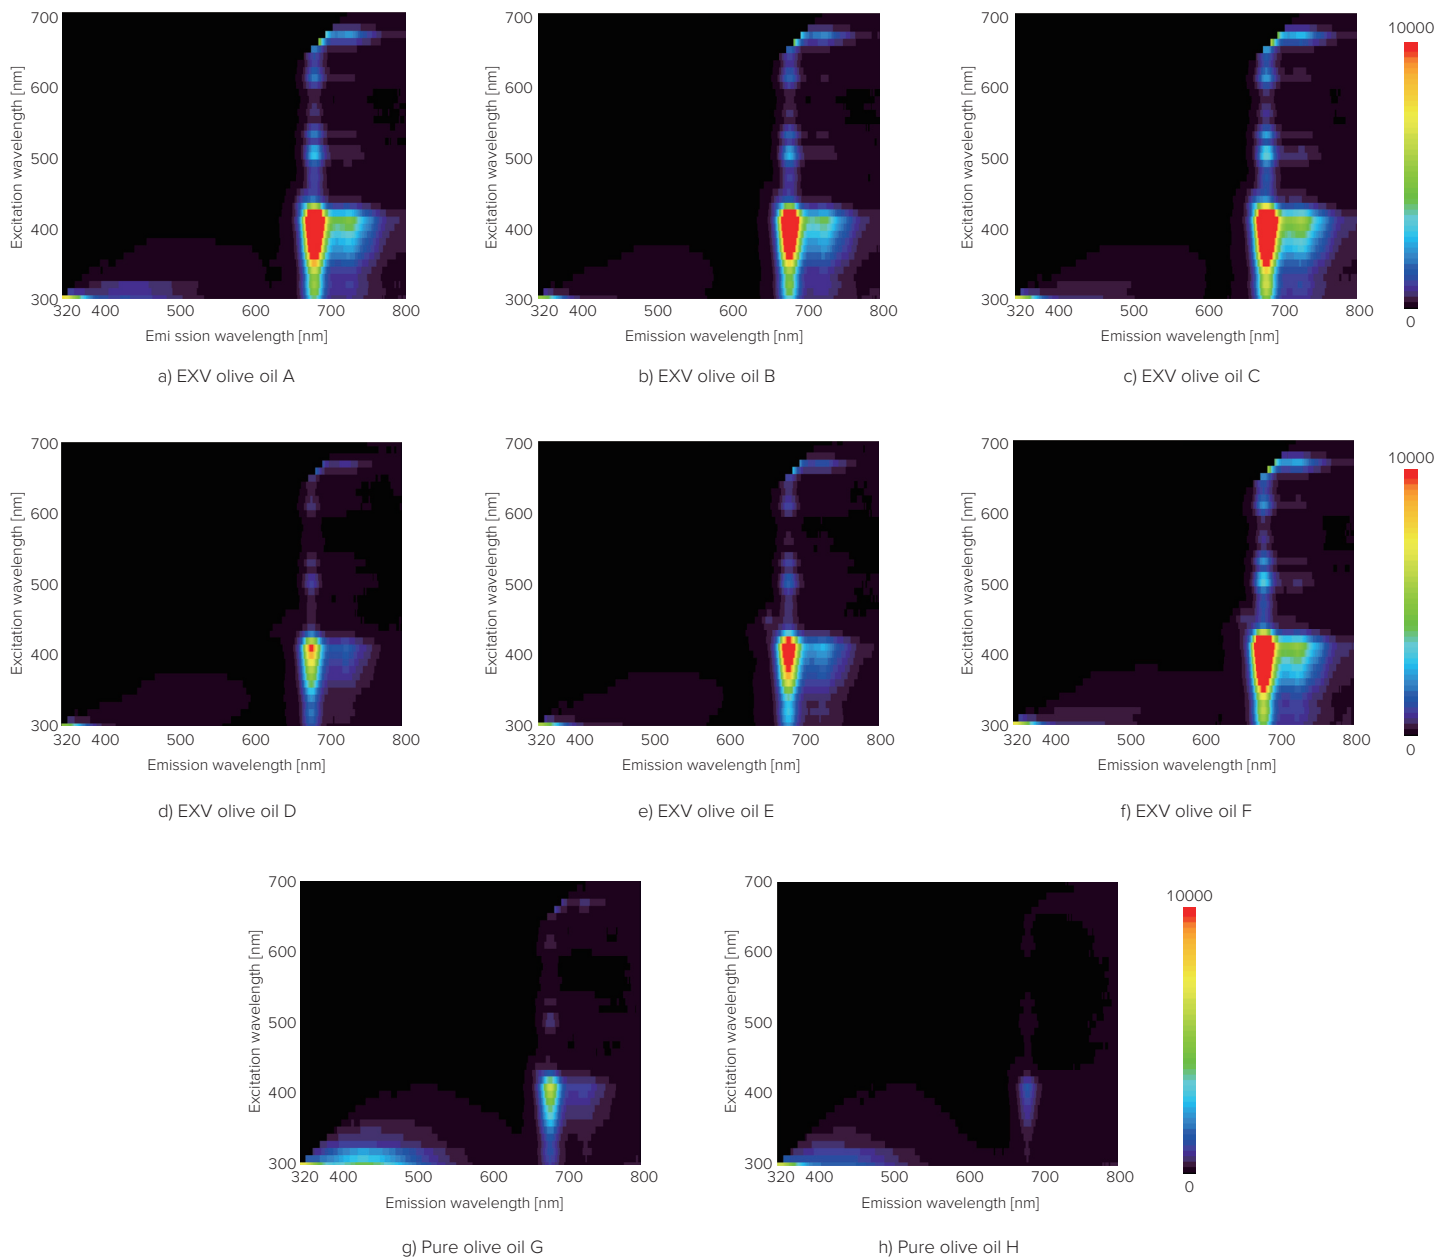 700
600
500
400
300
Excitation wavelength [nm]
320 400 500 600 700 800
Emi ssion wavelength [nm]
a) EXV olive oil A
700
600
500
400
300
Excitation wavelength [nm]
320 400 500 600 700 800
Emission wavelength [nm]
b) EXV olive oil B
700
600
500
400
300
Excitation wavelength [nm]
320 400 500 600 700 800
Emission wavelength [nm]
c) EXV olive oil C
10000
0
700
600
500
400
300
Excitation wavelength [nm]
320 400 500 600 700 800
Emission wavelength [nm]
d) EXV olive oil D
700
600
500
400
300
Excitation wavelength [nm]
320 400 500 600 700 800
Emission wavelength [nm]
e) EXV olive oil E
700
600
500
400
300
Excitation wavelength [nm]
320 400 500 600 700 800
Emission wavelength [nm]
f) EXV olive oil F
10000
0
700
600
500
400
300
Excitation wavelength [nm]
320 400 500 600 700 800
Emission wavelength [nm]
g) Pure olive oil G
700
600
500
400
300
Excitation wavelength [nm]
320 400 500 600 700 800
Emission wavelength [nm]
h) Pure olive oil H
10000
0